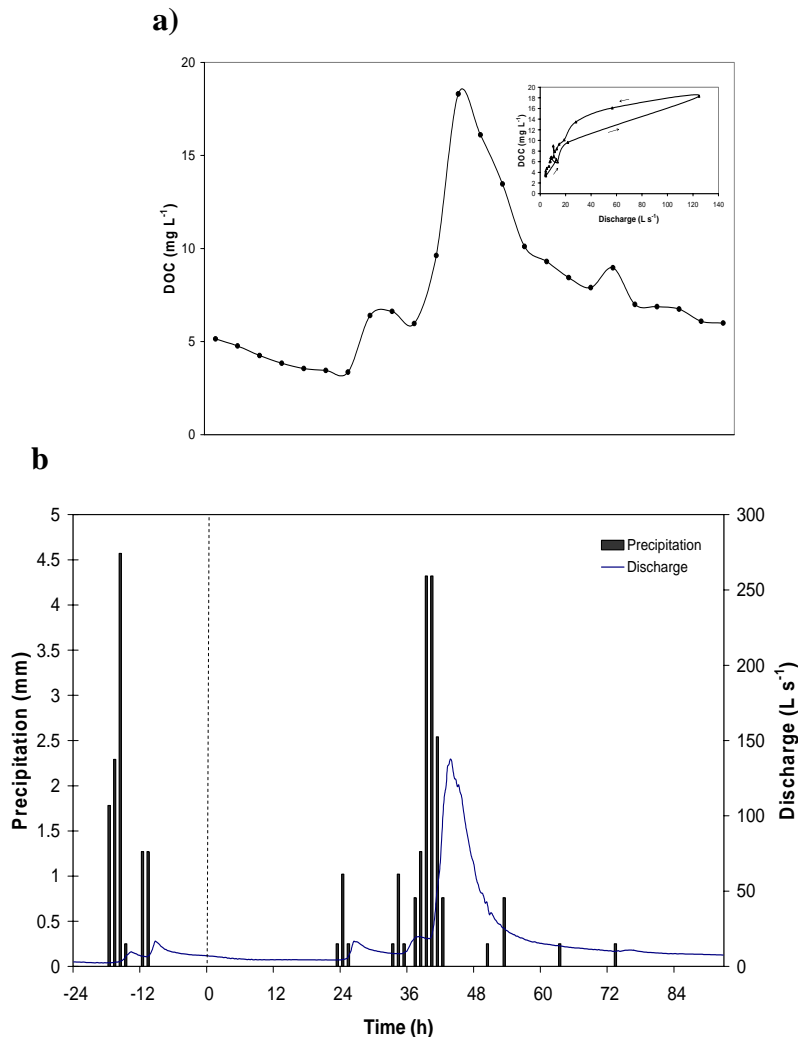 a)
20
15
10
5
0
DOC (mg L-1)
20
18
16
14
12
10
8
6
4
2
0
DOC (mg L-1)
0 20 40 60 80 100 120 140
Discharge (L s-1)
b
5
4.5
4
3.5
3
2.5
2
1.5
1
0.5
0
Precipitation (mm)
Precipitation
Discharge
300
250
200
150
100
50
0
Discharge (L s-1)
-24 -12 0 12 24 36 48 60 72 84
Time (h)